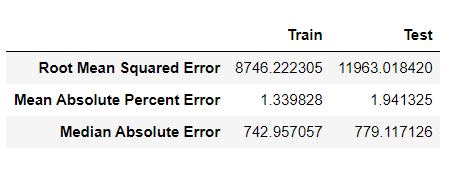 Train Test
Root Mean Squared Error 8746.222305 11963.018420
Mean Absolute Percent Error 1.339828 1.941325
Median Absolute Error 742.957057 779.117126